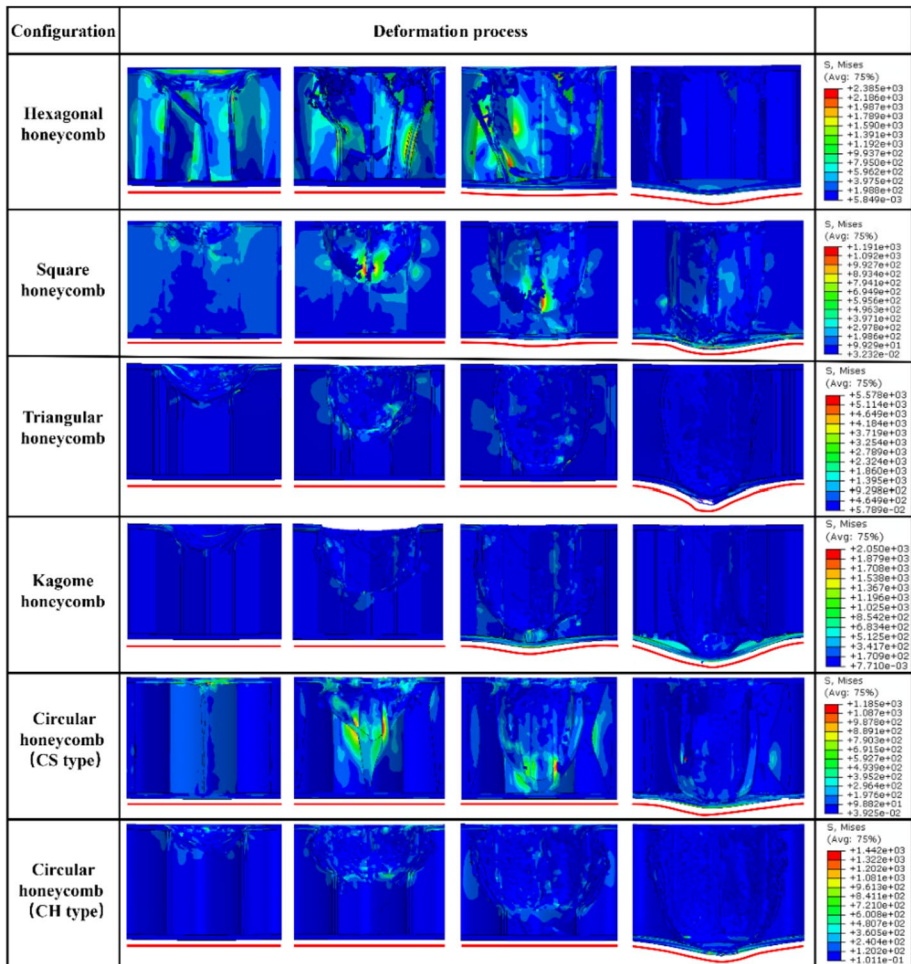 Configuration
Deformation process
Hexagonal
honeycomb
S, Mises
(Avg: 75%)
+2.385e+03
+2.186e+03
+1.987e+03
+1.789e+03
+1.590e+03
+1.391e+03
+1.192e+03
+9.937e+02
+7.950e+02
+5.962e+02
+3.975e+02
+1.988e+02
+5.849e-03
Square
honeycomb
S, Mises
(Avg: 75%)
+1.191e+03
+1.092e+03
+9.927e+02
+8.934e+02
+7.941e+02
+6.949e+02
+5.956e+02
+4.963e+02
+3.971e+02
+2.978e+02
+1.986e+02
+9.929e+01
+3.232e-02
Triangular
honeycomb
S, Mises
(Avg: 75%)
+5.578e+03
+5.114e+03
+4.649e+03
+4.184e+03
+3.719e+03
+3.254e+03
+2.789e+03
+2.324e+03
+1.860e+03
+1.395e+03
+9.298e+02
+4.649e+02
+5.789e-02
Kagome
honeycomb
S, Mises
(Avg: 75%)
+2.050e+03
+1.879e+03
+1.708e+03
+1.538e+03
+1.367e+03
+1.196e+03
+1.025e+03
+8.542e+02
+6.834e+02
+5.125e+02
+3.417e+02
+1.709e+02
+7.710e-03
Circular
honeycomb
(CS type)
S, Mises
(Avg: 75%)
+1.185e+03
+1.087e+03
+9.878e+02
+8.891e+02
+7.903e+02
+6.915e+02
+5.927e+02
+4.939e+02
+3.952e+02
+2.964e+02
+1.976e+02
+9.882e+01
+3.925e-02
Circular
honeycomb
(CH type)
S, Mises
(Avg: 75%)
+1.442e+03
+1.322e+03
+1.202e+03
+1.081e+03
+9.613e+02
+8.411e+02
+7.210e+02
+6.008e+02
+4.807e+02
+3.605e+02
+2.404e+02
+1.202e+02
+1.011e-01